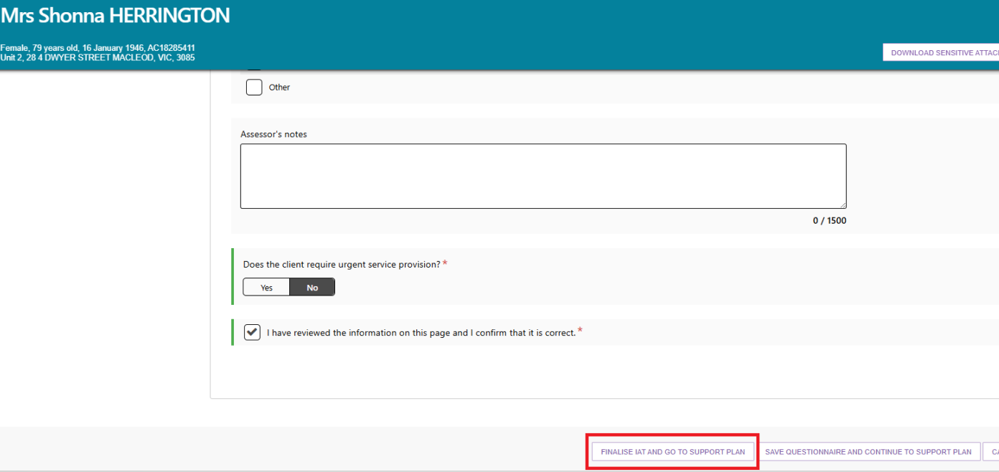 Mrs Shonna HERRINGTON
Female, 79 years old, 16 January 1946, AC18285411
Unit 2, 28 4 DWYER STREET MACLEOD, VIC, 3085
DOWNLOAD SENSITIVE ATTAC
Other
Assessor's notes
0 / 1500
Does the client require urgent service provision? *
Yes No
I have reviewed the information on this page and I confirm that it is correct. *
FINALISE IAT AND GO TO SUPPORT PLAN SAVE QUESTIONNAIRE AND CONTINUE TO SUPPORT PLAN CA